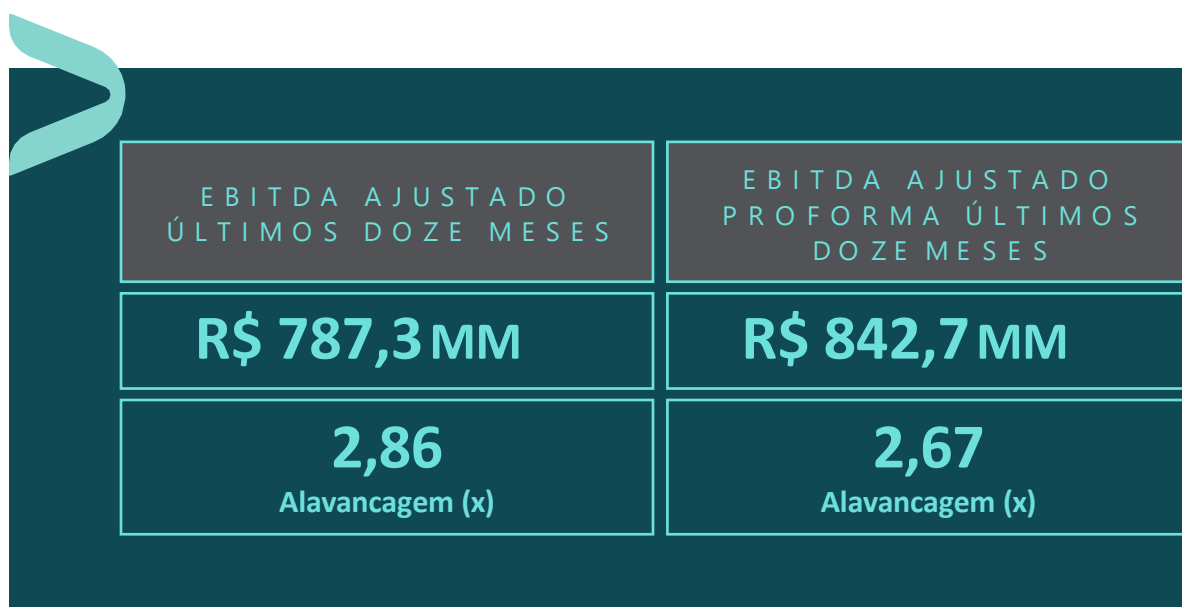 EBITDA AJUSTADO
ÚLTIMOS DOZE MESES
EBITDA AJUSTADO
PROFORMA ÚLTIMOS
DOZE MESES
R$ 787,3 MM
R$ 842,7 MM
2,86
Alavancagem (x)
2,67
Alavancagem (x)